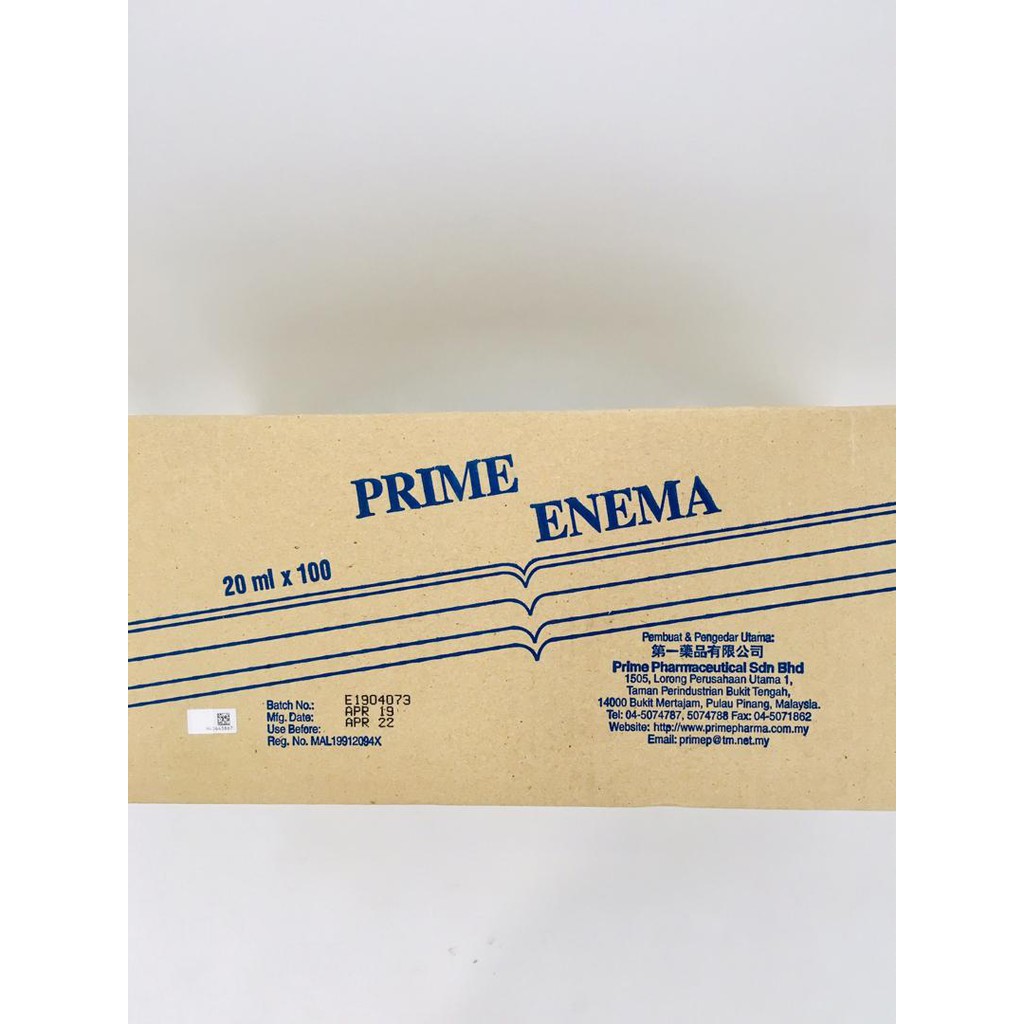 PRIME
ENEMA
20 ml x 100
Batch No.: E1904073
Mfg. Date: APR 19
Use Before: APR 22
Reg. No. MAL19912094X
Pembuat & Pengedar Utama:
第一藥品有限公司
Prime Pharmaceutical Sdn Bhd
1505, Lorong Perusahaan Utama 1,
Taman Perindustrian Bukit Tengah,
14000 Bukit Mertajam, Pulau Pinang, Malaysia.
Tel: 04-5074787, 5074788 Fax: 04-5071862
Website: http://www.primepharma.com.my
Email: primep@tm.net.my